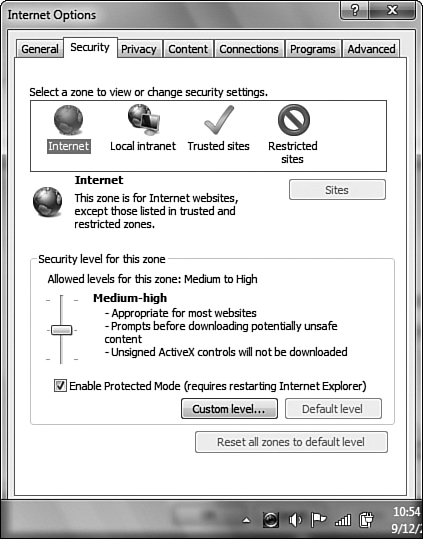 Internet Options
General Security Privacy Content Connections Programs Advanced
Select a zone to view or change security settings.
Internet Local intranet Trusted sites Restricted
sites
Internet
Sites
This zone is for Internet websites,
except those listed in trusted and
restricted zones.
Security level for this zone
Allowed levels for this zone: Medium to High
Medium-high
- Appropriate for most websites
- Prompts before downloading potentially unsafe
content
- Unsigned ActiveX controls will not be downloaded
Enable Protected Mode (requires restarting Internet Explorer)
Custom level... Default level
Reset all zones to default level
10:54
9/12/